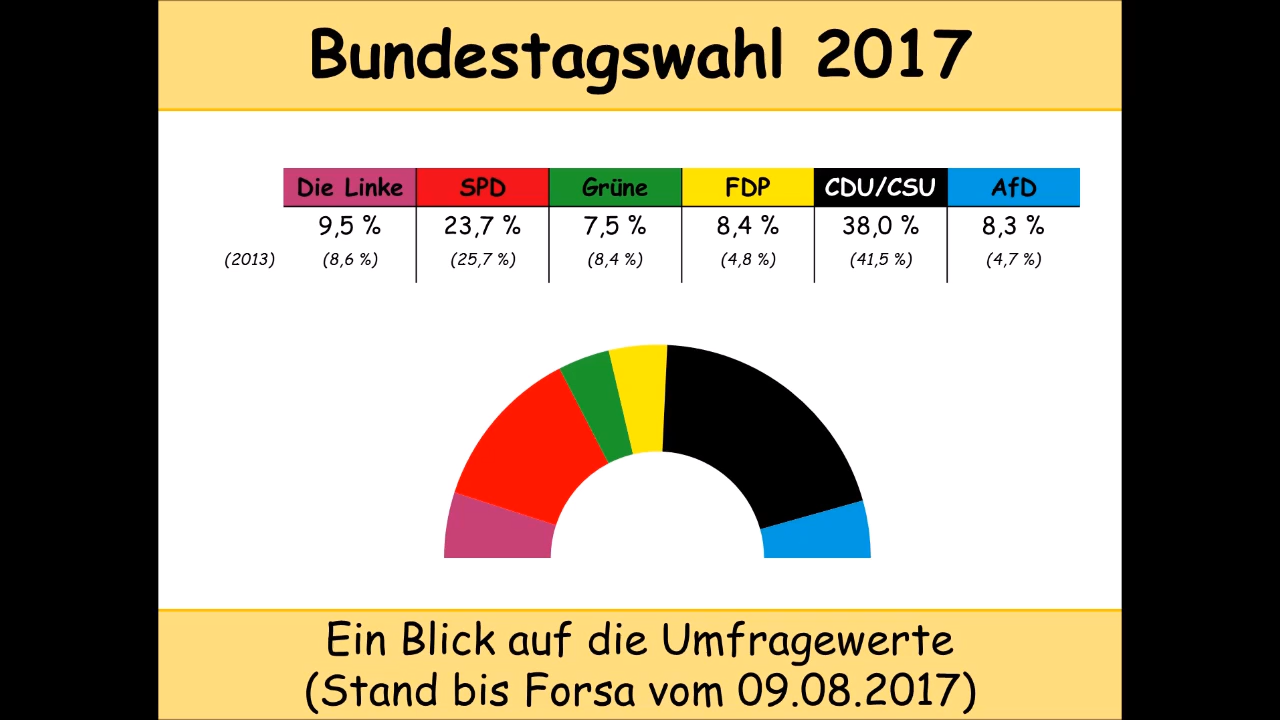 Bundestagswahl 2017
Die Linke SPD Grüne FDP CDU/CSU AfD
9,5 % 23,7 % 7,5 % 8,4 % 38,0 % 8,3 %
(2013) (8,6 %) (25,7 %) (8,4 %) (4,8 %) (41,5 %) (4,7 %)
Ein Blick auf die Umfragewerte
(Stand bis Forsa vom 09.08.2017)